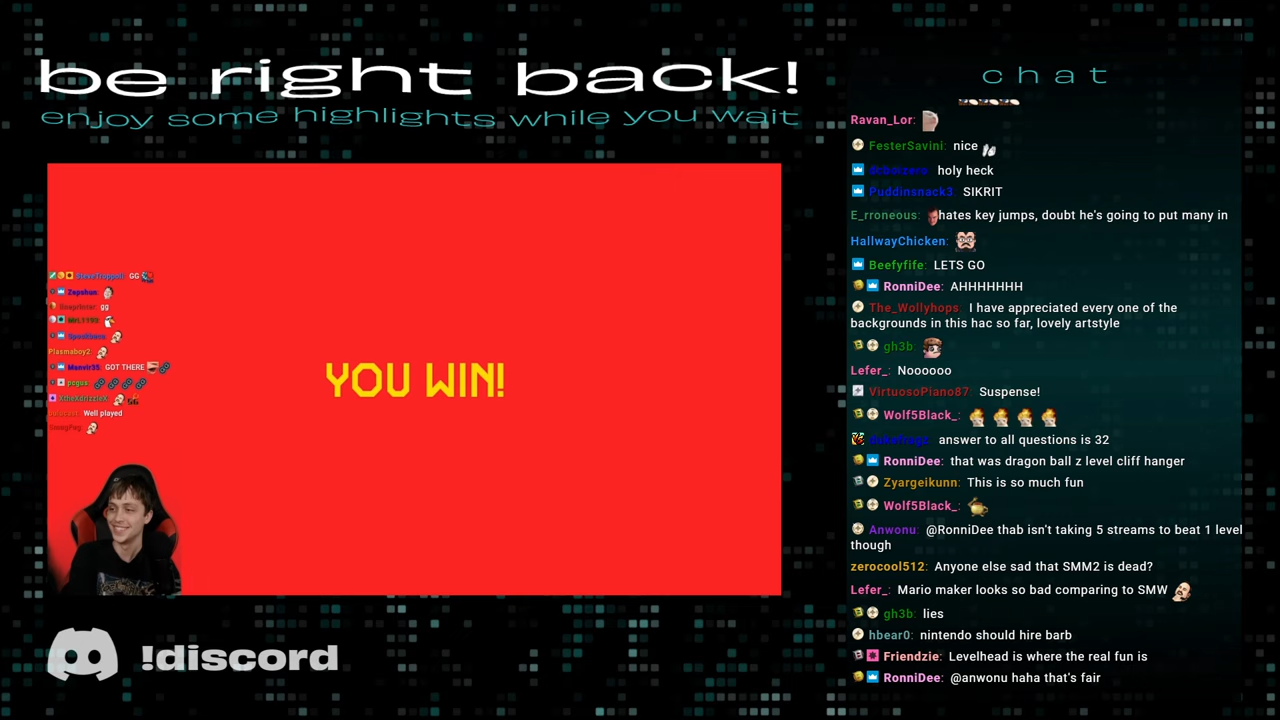 be right back!
enjoy some highlights while you wait
GG
Zepshun:
gg
Plasmaboy2:
Manvir35: GOT THERE
pcgus:
Well played
YOU WIN!
!discord
chat
Ravan_Lor:
FesterSavini: nice
holy heck
Puddinsnack3 SIKRIT
E_rroneous: hates key jumps, doubt he's going to put many in
HallwayChicken:
Beefyfife: LETS GO
RonniDee: AHHHHHHH
The_Wollyhops: I have appreciated every one of the
backgrounds in this hac so far, lovely artstyle
gh3b:
Lefer_: Noooooo
VirtuosoPiano87: Suspense!
Wolf5Black_:
answer to all questions is 32
RonniDee: that was dragon ball z level cliff hanger
Zyargeikunn: This is so much fun
Wolf5Black_:
Anwonu: @RonniDee thab isn't taking 5 streams to beat 1 level
though
zerocool512: Anyone else sad that SMM2 is dead?
Lefer_: Mario maker looks so bad comparing to SMW
gh3b: lies
hbear0: nintendo should hire barb
Friendzie: Levelhead is where the real fun is
RonniDee: @anwonu haha that's fair